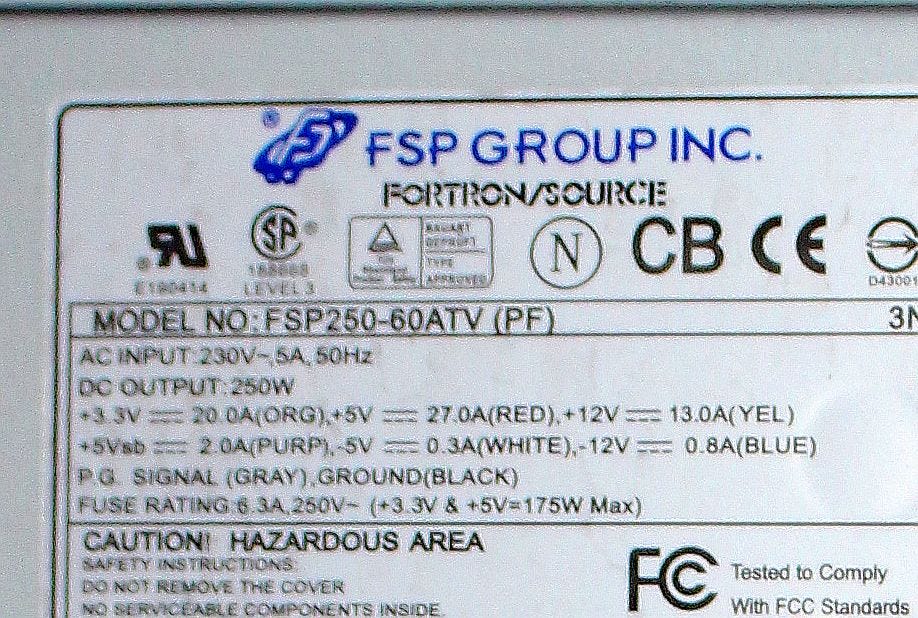 FSP GROUP INC.
FORTRON/SOURCE
N CB CE
E190414 LEVEL 3 TYPE APPROVED D43001
MODEL NO: FSP250-60ATV (PF) 3N
AC INPUT: 230V~, 5A, 50Hz
DC OUTPUT: 250W
+3.3V ⎓ 20.0A(ORG),+5V ⎓ 27.0A(RED),+12V ⎓ 13.0A(YEL)
+5Vsb ⎓ 2.0A(PURP),-5V ⎓ 0.3A(WHITE),-12V ⎓ 0.8A(BLUE)
P.G. SIGNAL (GRAY),GROUND(BLACK)
FUSE RATING:6.3A,250V~ (+3.3V & +5V=175W Max)
CAUTION! HAZARDOUS AREA
SAFETY INSTRUCTIONS:
DO NOT REMOVE THE COVER
NO SERVICEABLE COMPONENTS INSIDE.
FC Tested to Comply
With FCC Standards